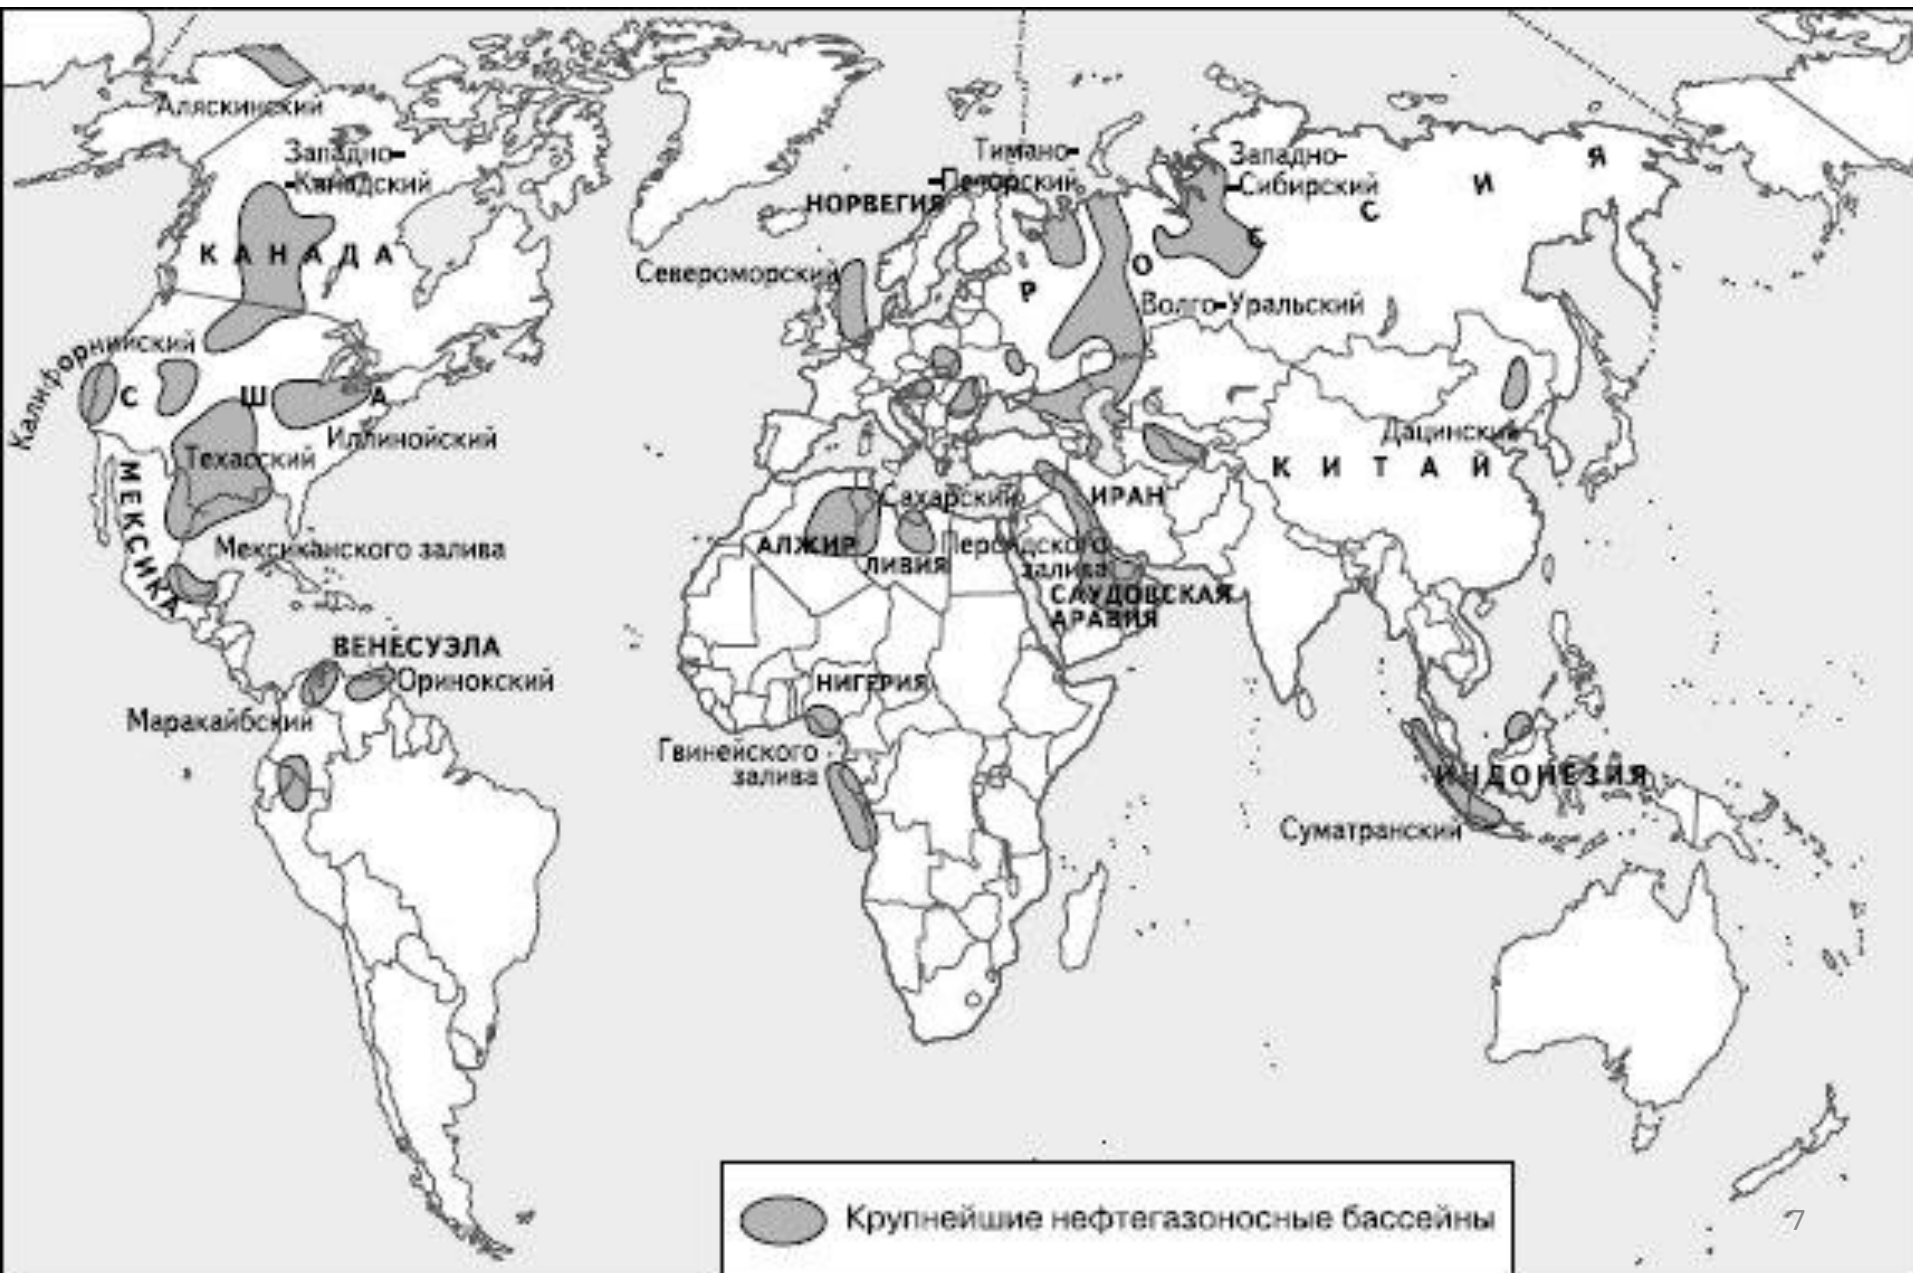 Аляскинский
Западно-
-Канадский
КАНАДА
Калифорнийский
США
Иллинойский
Техасский
МЕКСИКА
Мексиканского залива
ВЕНЕСУЭЛА
Оринокский
Маракайбский
НОРВЕГИЯ
Североморский
Тимано-
-Печорский
Западно-
-Сибирский
РОССИЯ
Волго-Уральский
Дацинский
КИТАЙ
Сахарский
ИРАН
АЛЖИР
ЛИВИЯ
Персидского
залива
САУДОВСКАЯ
АРАВИЯ
НИГЕРИЯ
Гвинейского
залива
ИНДОНЕЗИЯ
Суматранский
Крупнейшие нефтегазоносные бассейны
7